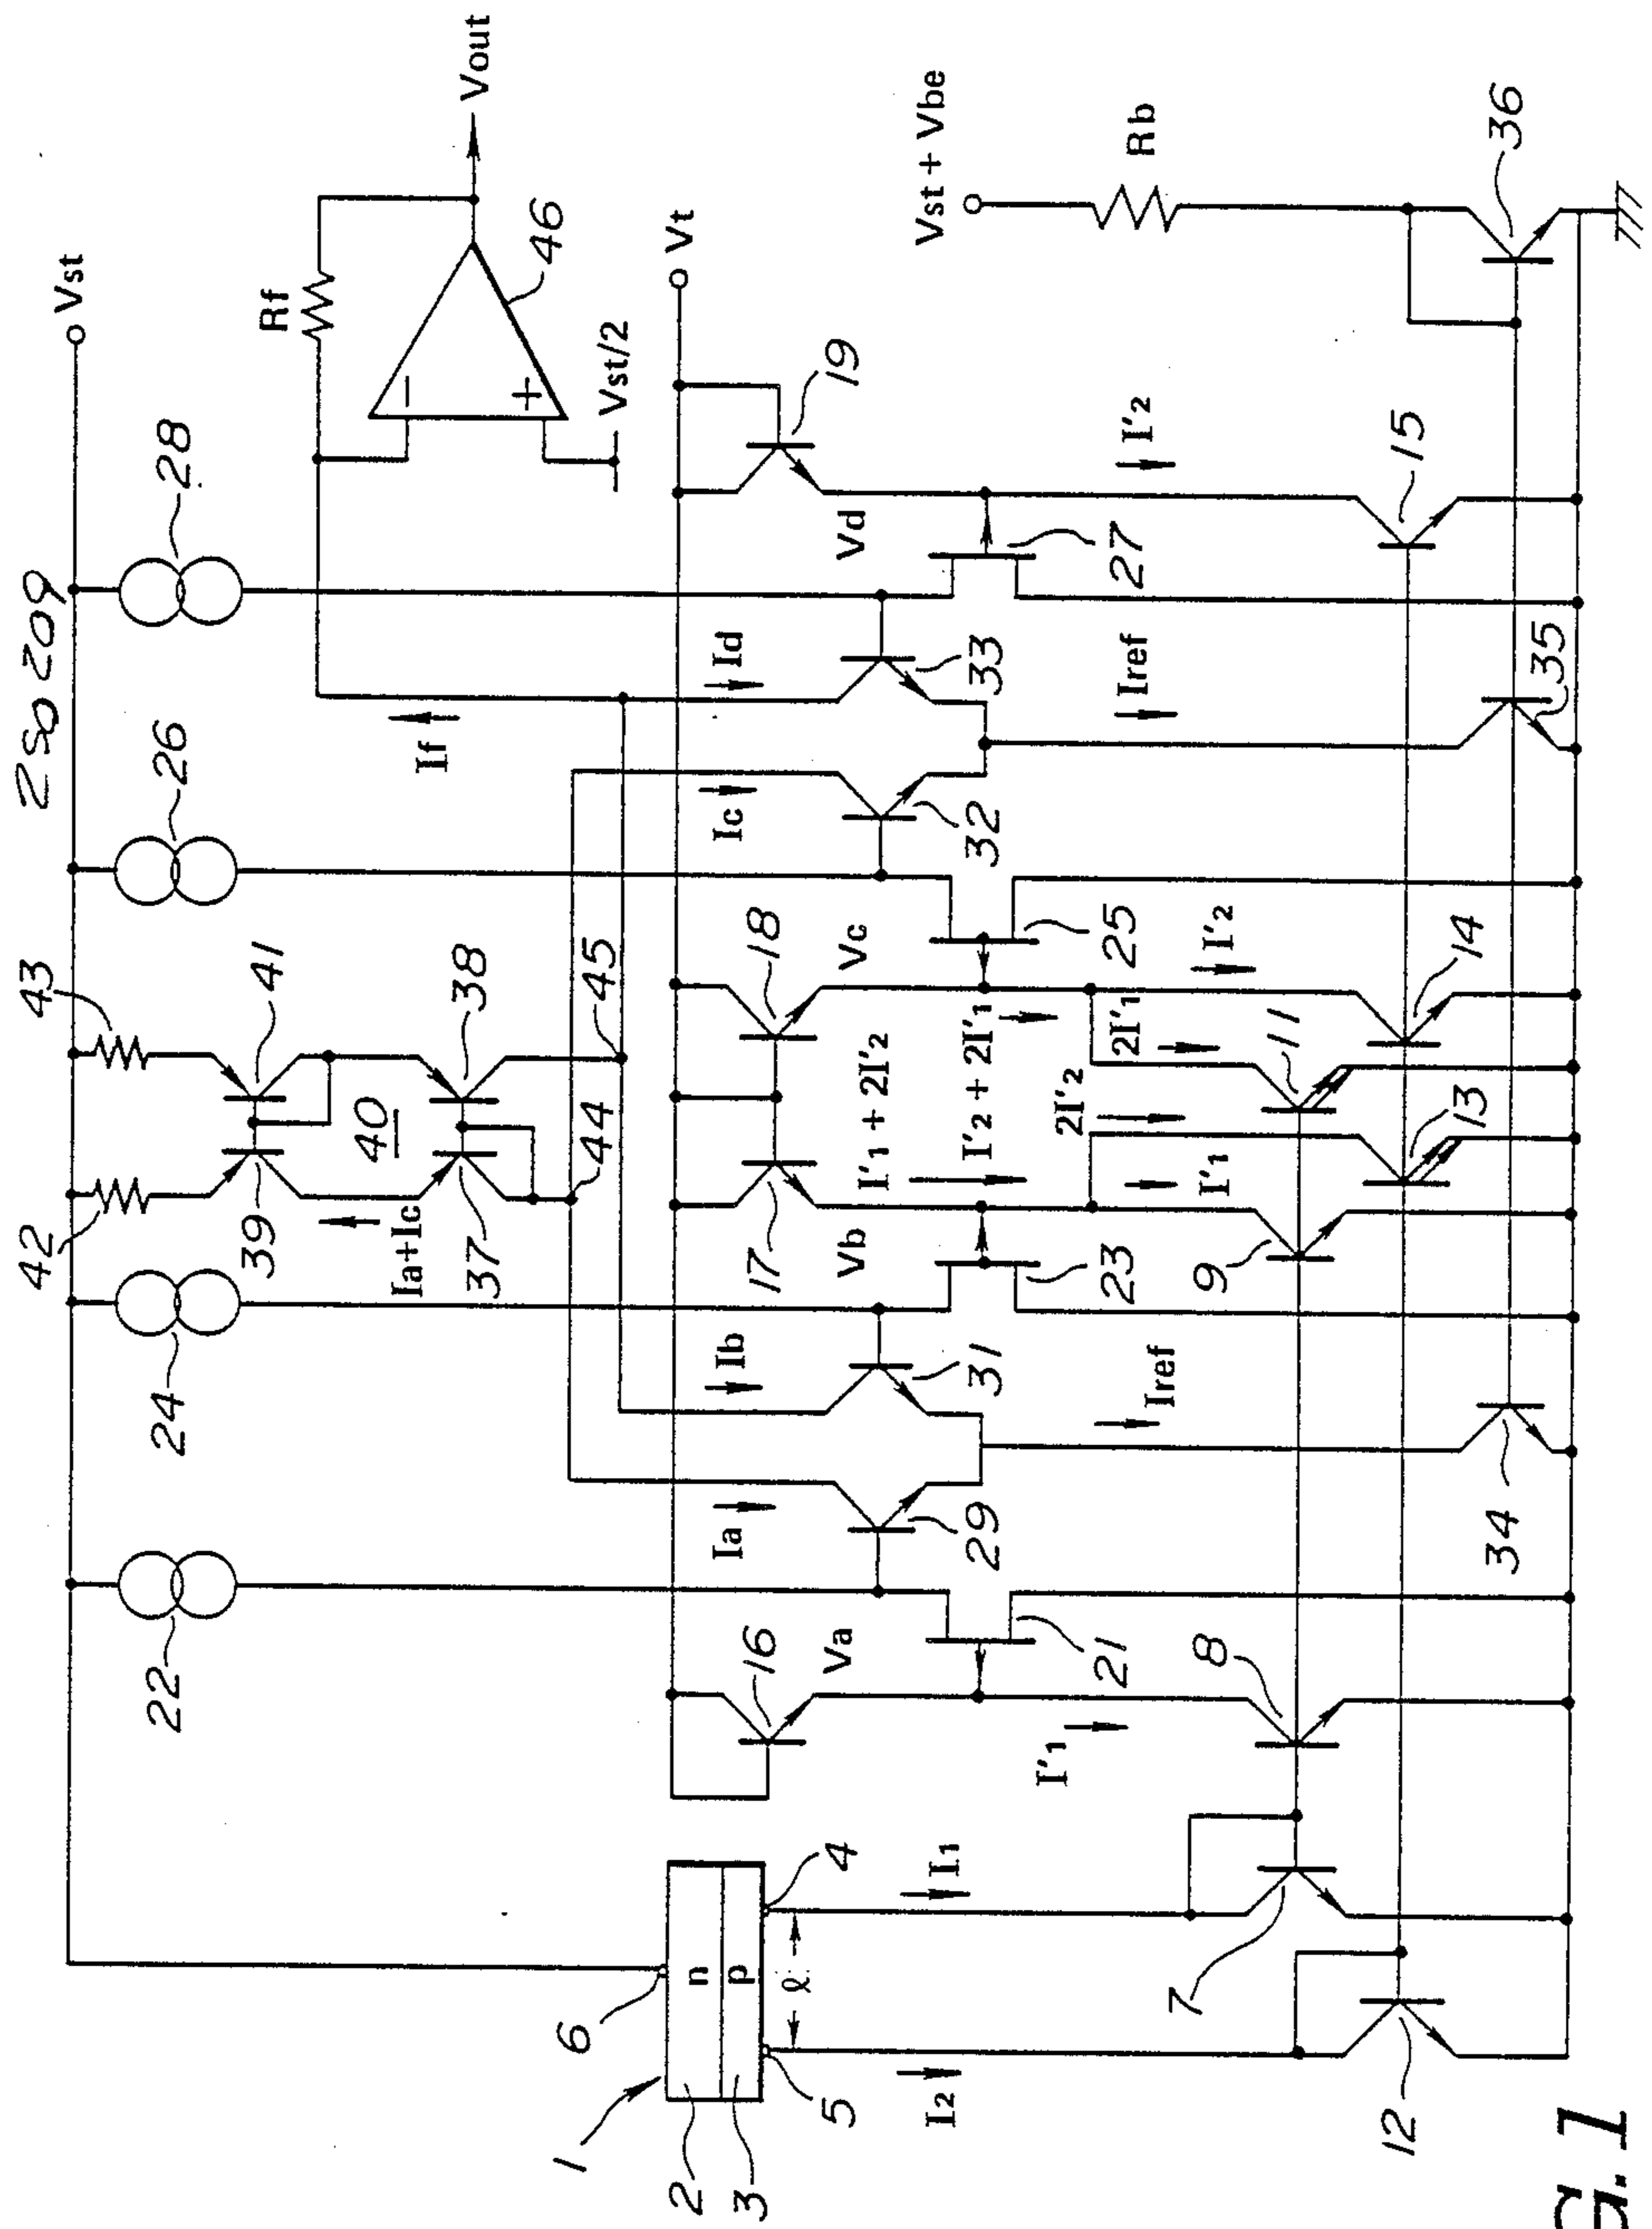 2S0209
Vst
42
43
24
26
28
22
39
41
40
37
38
44
45
Ia+Ic
If
Rf
−
+
46
Vout
Vst/2
Vt
1
2
3
n
p
6
5
4
ℓ
I2
I1
16
Va
Ia
29
Ib
31
17
Vb
18
Vc
Ic
32
Id
33
Vd
19
21
23
25
27
I'1
Iref
I'1 + 2I'2
I'2 + 2I'1
2I'2
2I'1
I'1
I'2
Iref
I'2
7
8
9
11
12
13
14
15
34
35
36
Vst + Vbe
Rb
G.1